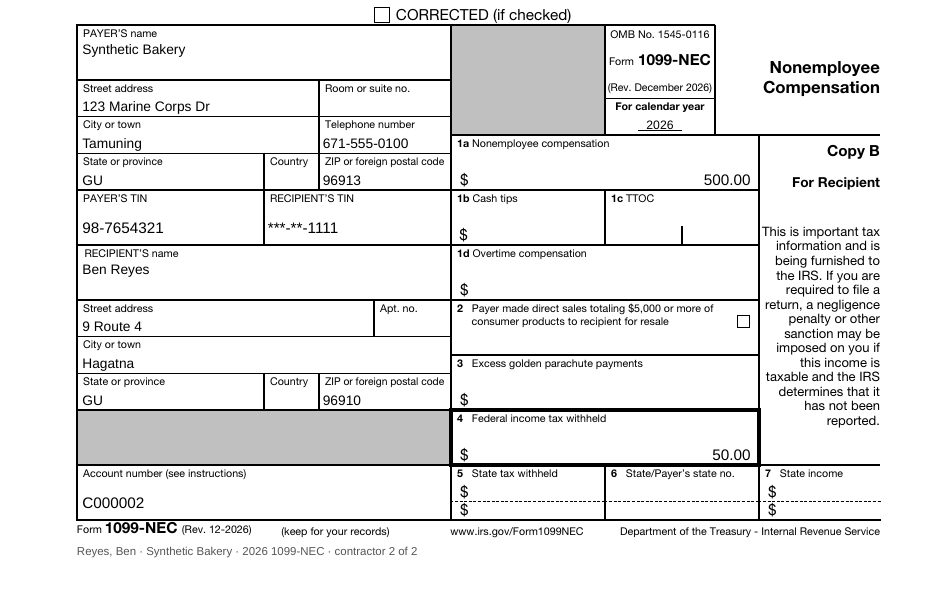 CORRECTED (if checked)
PAYER'S name
Synthetic Bakery
Street address
Room or suite no.
123 Marine Corps Dr
City or town
Telephone number
Tamuning
671-555-0100
State or province
Country
ZIP or foreign postal code
GU
96913
PAYER'S TIN
RECIPIENT'S TIN
98-7654321
***-**-1111
RECIPIENT'S name
Ben Reyes
Street address
Apt. no.
9 Route 4
City or town
Hagatna
State or province
Country
ZIP or foreign postal code
GU
96910
Account number (see instructions)
C000002
OMB No. 1545-0116
Form 1099-NEC
(Rev. December 2026)
For calendar year
2026
Nonemployee
Compensation
1a Nonemployee compensation
$ 500.00
1b Cash tips
$
1c TTOC
1d Overtime compensation
$
2 Payer made direct sales totaling $5,000 or more of
consumer products to recipient for resale
3 Excess golden parachute payments
$
4 Federal income tax withheld
$ 50.00
5 State tax withheld
$
$
6 State/Payer's state no.
7 State income
$
$
Copy B
For Recipient
This is important tax
information and is
being furnished to
the IRS. If you are
required to file a
return, a negligence
penalty or other
sanction may be
imposed on you if
this income is
taxable and the IRS
determines that it
has not been
reported.
Form 1099-NEC (Rev. 12-2026)
(keep for your records)
www.irs.gov/Form1099NEC
Department of the Treasury - Internal Revenue Service
Reyes, Ben · Synthetic Bakery · 2026 1099-NEC · contractor 2 of 2